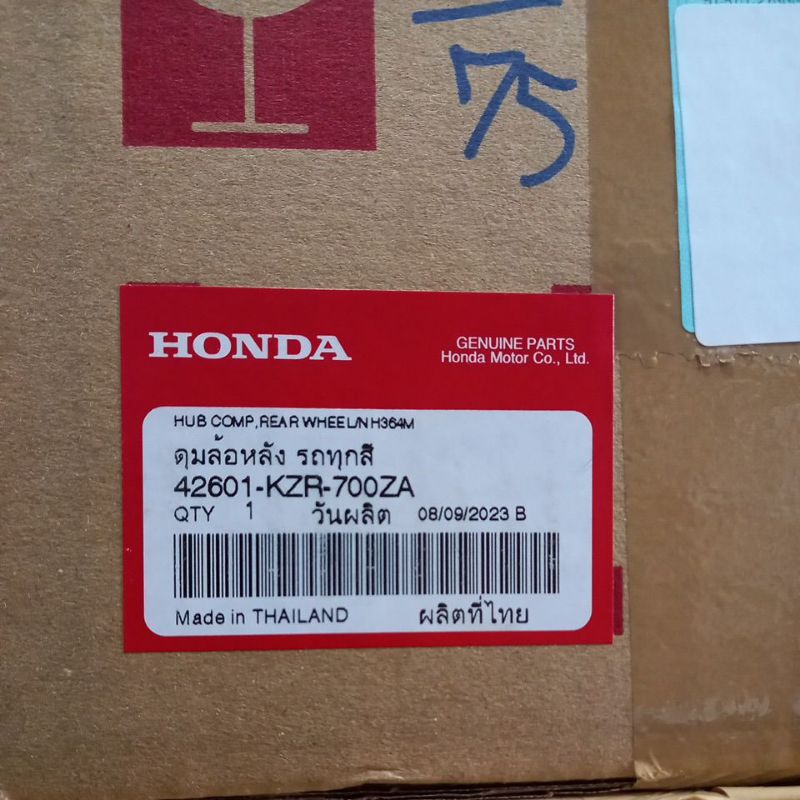 75
HONDA
GENUINE PARTS
Honda Motor Co., Ltd.
HUB COMP,REAR WHEEL/NH364M
ดุมล้อหลัง รถทุกสี
42601-KZR-700ZA
QTY 1 วันผลิต 08/09/2023 B
Made in THAILAND ผลิตที่ไทย